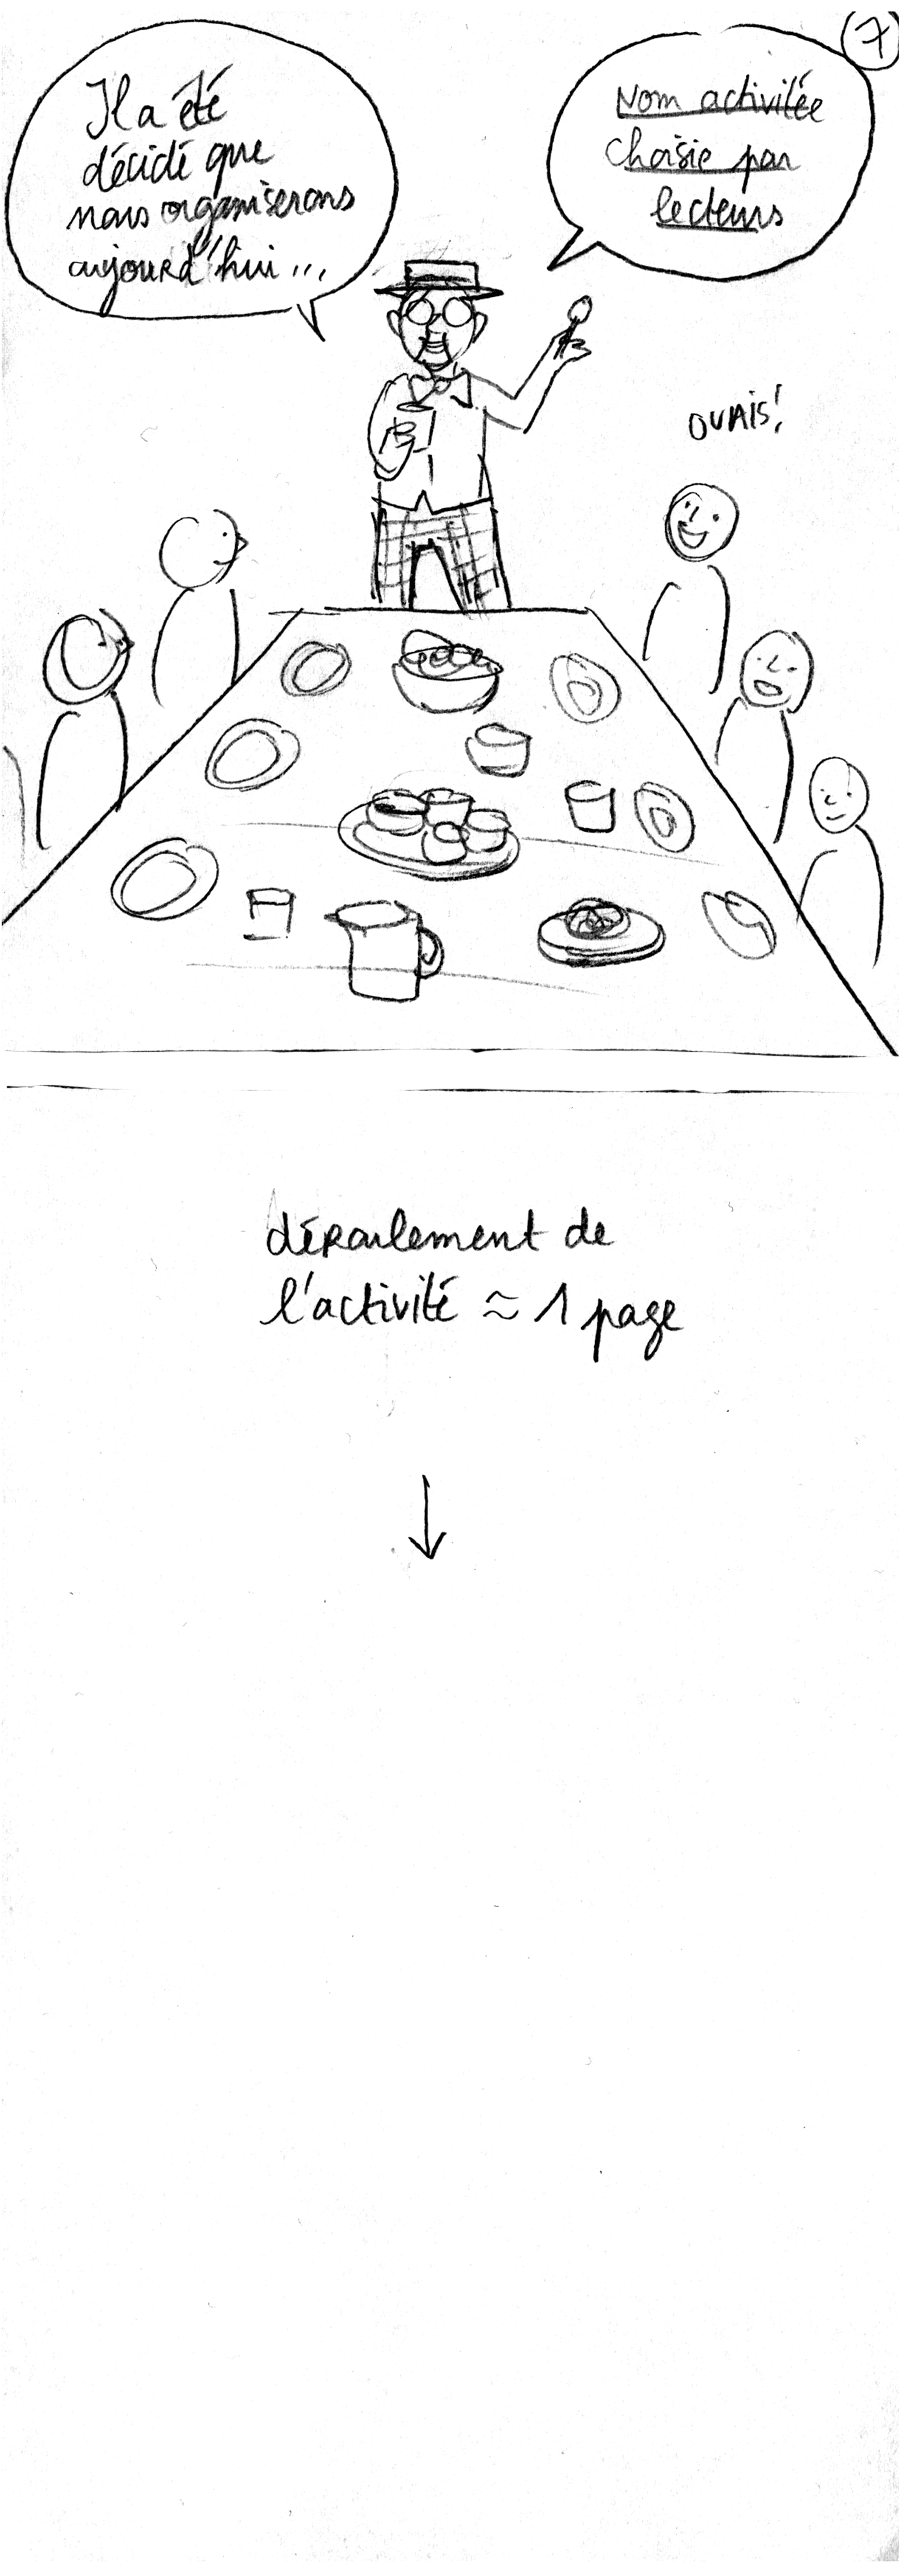 7
Il a été
décidé que
nous organiserons
aujourd'hui...
Nom activitée
choisie par
lecteurs
OUAIS!
déroulement de
l'activité ≈ 1 page